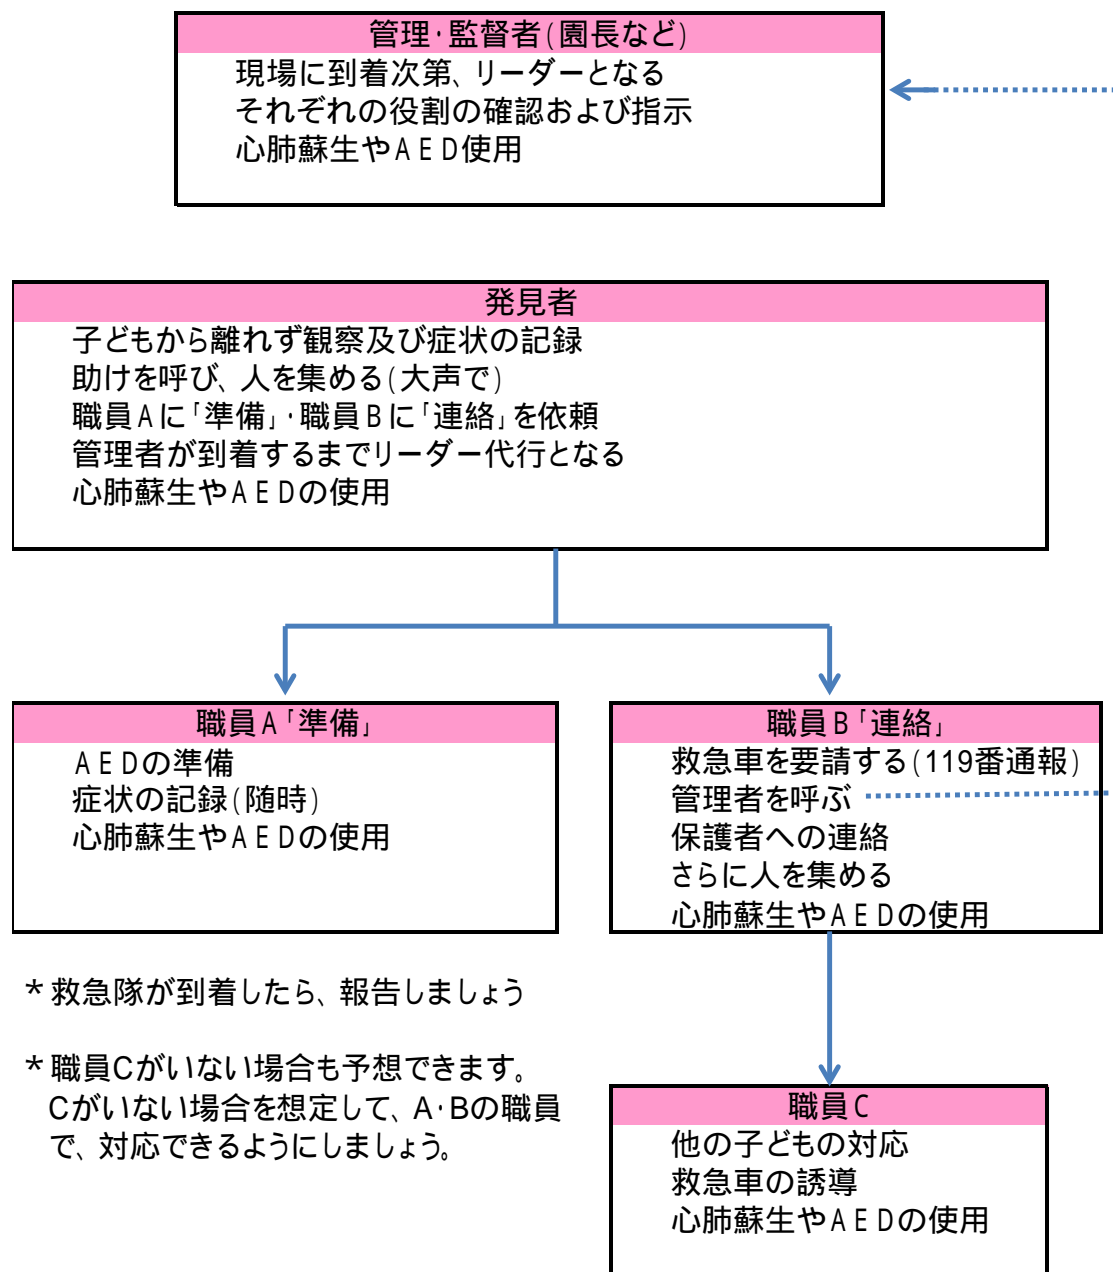 管理・監督者(園長など)
現場に到着次第、リーダーとなる
それぞれの役割の確認および指示
心肺蘇生やAED使用
発見者
子どもから離れず観察及び症状の記録
助けを呼び、人を集める(大声で)
職員Aに「準備」・職員Bに「連絡」を依頼
管理者が到着するまでリーダー代行となる
心肺蘇生やAEDの使用
職員A「準備」
AEDの準備
症状の記録(随時)
心肺蘇生やAEDの使用
職員B「連絡」
救急車を要請する(119番通報)
管理者を呼ぶ
保護者への連絡
さらに人を集める
心肺蘇生やAEDの使用
*救急隊が到着したら、報告しましょう
*職員Cがいない場合も予想できます。
Cがいない場合を想定して、A・Bの職員
で、対応できるようにしましょう。
職員C
他の子どもの対応
救急車の誘導
心肺蘇生やAEDの使用